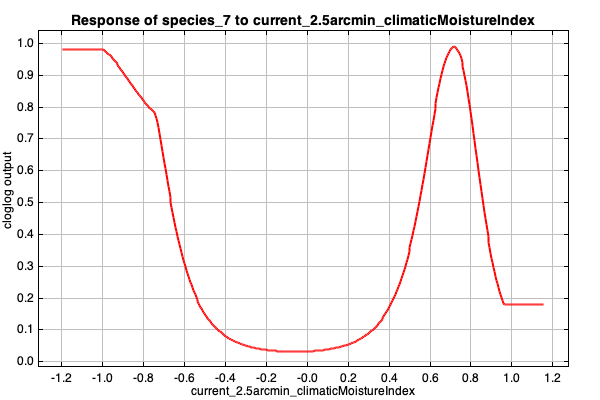 Response of species_7 to current_2.5arcmin_climaticMoistureIndex
cloglog output
1.0
0.9
0.8
0.7
0.6
0.5
0.4
0.3
0.2
0.1
0.0
-1.2 -1.0 -0.8 -0.6 -0.4 -0.2 -0.0 0.2 0.4 0.6 0.8 1.0 1.2
current_2.5arcmin_climaticMoistureIndex